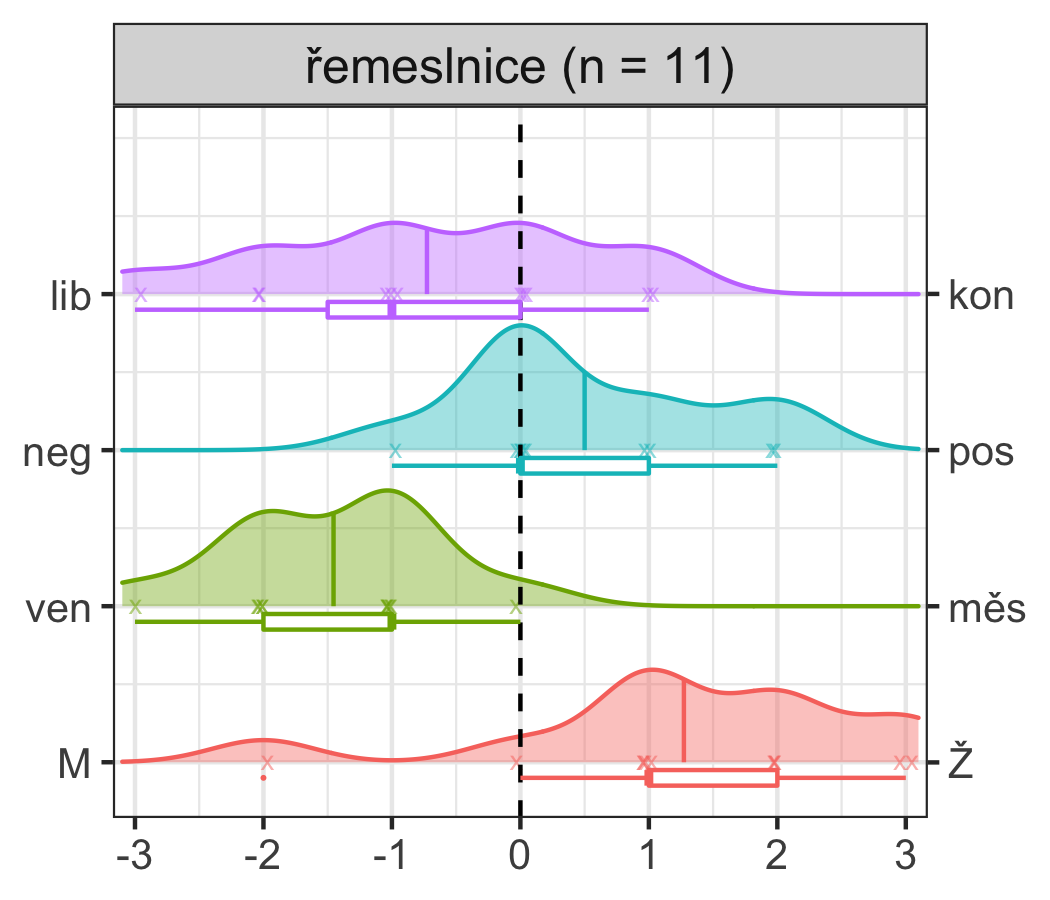 řemeslnice (n = 11)
lib kon
neg pos
ven měs
M Ž
-3 -2 -1 0 1 2 3